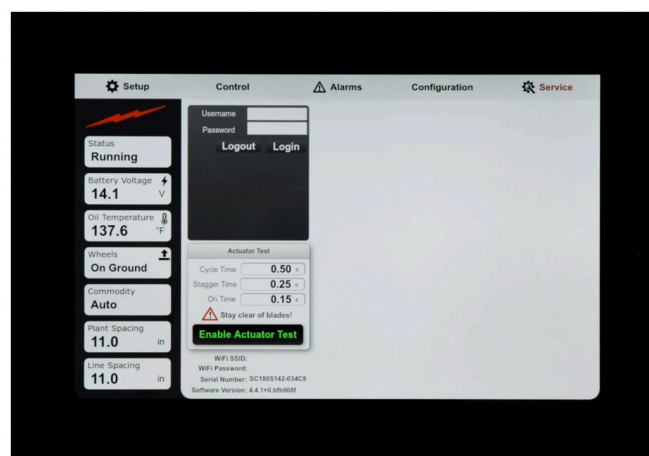 Setup
Control
Alarms
Configuration
Service
Status
Running
Battery Voltage
14.1 V
Oil Temperature
137.6 °F
Wheels
On Ground
Commodity
Auto
Plant Spacing
11.0 in
Line Spacing
11.0 in
Username
Password
Logout Login
Actuator Test
Cycle Time 0.50 s
Stagger Time 0.25 s
On Time 0.15 s
Stay clear of blades!
Enable Actuator Test
WiFi SSID:
WiFi Password:
Serial Number: SC180S142-034C9
Software Version: 4.4.1+0.bfb908f